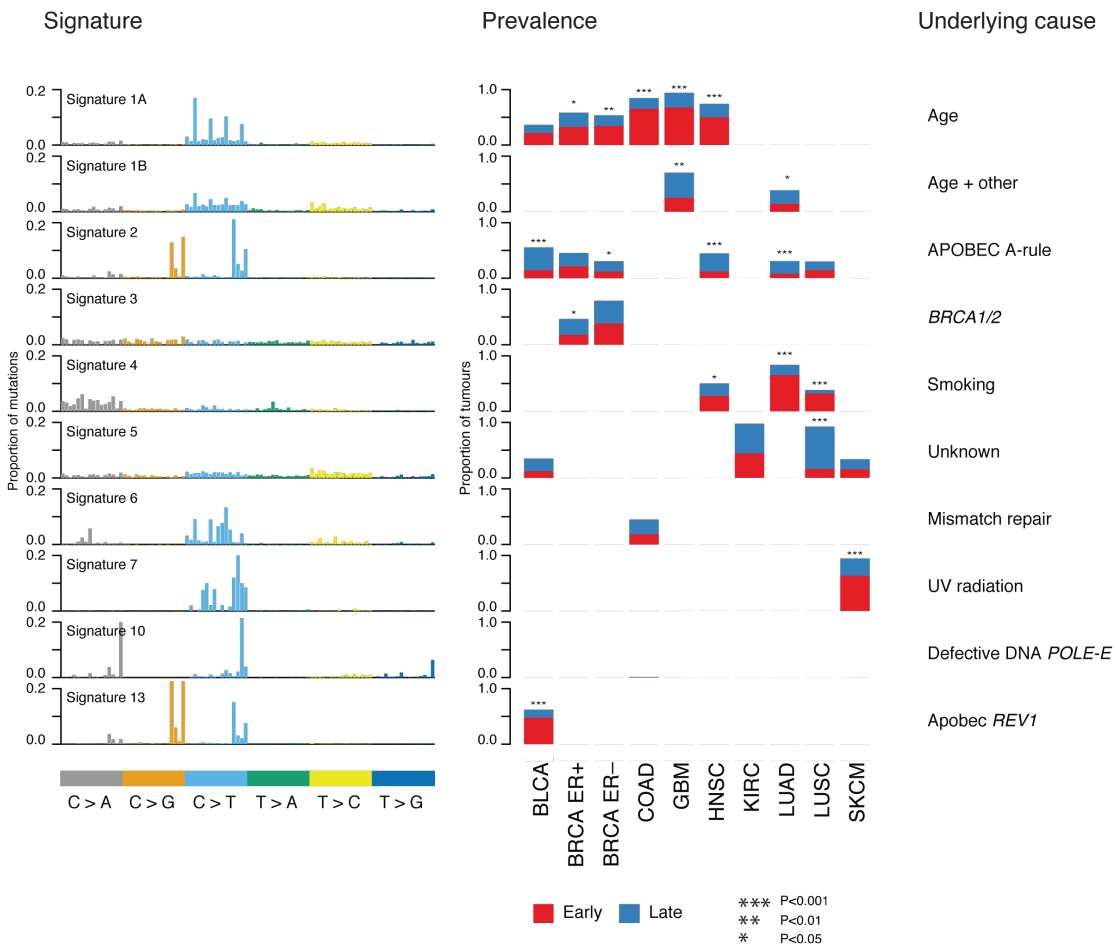 Signature
Prevalence
Underlying cause
Proportion of mutations
Proportion of tumours
0.2
Signature 1A
0.0
1.0
0.0
*
**
***
***
***
Age
0.2
Signature 1B
0.0
1.0
0.0
**
*
Age + other
0.2
Signature 2
0.0
1.0
0.0
***
*
***
***
APOBEC A-rule
0.2
Signature 3
0.0
1.0
0.0
*
BRCA1/2
0.2
Signature 4
0.0
1.0
0.0
*
***
***
Smoking
0.2
Signature 5
0.0
1.0
0.0
***
Unknown
0.2
Signature 6
0.0
1.0
0.0
Mismatch repair
0.2
Signature 7
0.0
1.0
0.0
***
UV radiation
0.2
Signature 10
0.0
1.0
0.0
Defective DNA POLE-E
0.2
Signature 13
0.0
1.0
0.0
***
Apobec REV1
C > A C > G C > T T > A T > C T > G
BLCA
BRCA ER+
BRCA ER−
COAD
GBM
HNSC
KIRC
LUAD
LUSC
SKCM
Early Late
*** P<0.001
** P<0.01
* P<0.05